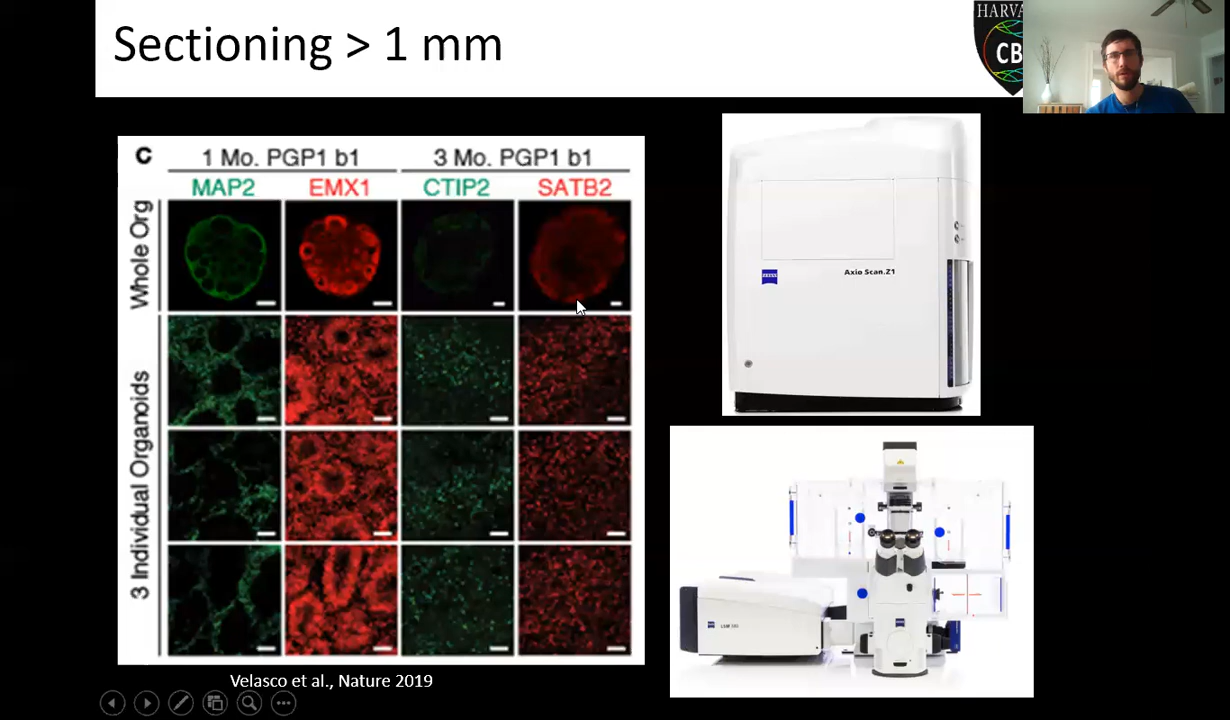 Sectioning > 1 mm
HARVA
CB
C
1 Mo. PGP1 b1
3 Mo. PGP1 b1
MAP2
EMX1
CTIP2
SATB2
Whole Org
3 Individual Organoids
Velasco et al., Nature 2019
ZEISS
Axio Scan.Z1